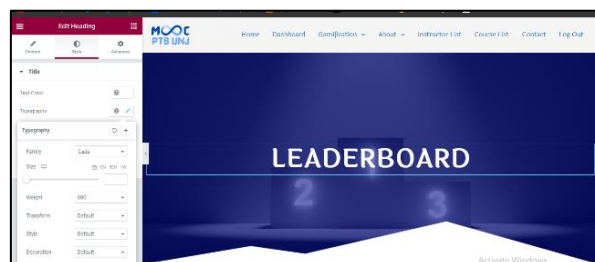 Edit Heading
Content Style Advanced
Title
Text Color
Typography
Typography
Family
Size
Weight 600
Transform Default
Style Default
Decoration Default
MOOC
PTB UNJ
Home Dashboard Gamification About Instructor List Course List Contact Log Out
LEADERBOARD
1
2
3
Activate Windows